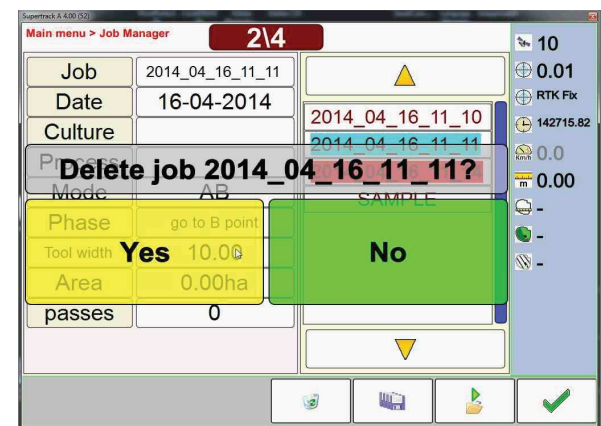 Supertrack A 4.00 (52)
Main menu > Job Manager
2\4
Job 2014_04_16_11_11
Date 16-04-2014
Culture
Process
Mode AB
Phase go to B point
Tool width 10.00
Area 0.00ha
passes 0
2014_04_16_11_10
2014_04_16_11_11
SAMPLE
Delete job 2014_04_16_11_11?
Yes
No
10
0.01
RTK Fix
142715.82
Km/h 0.0
m 0.00
-
-
-